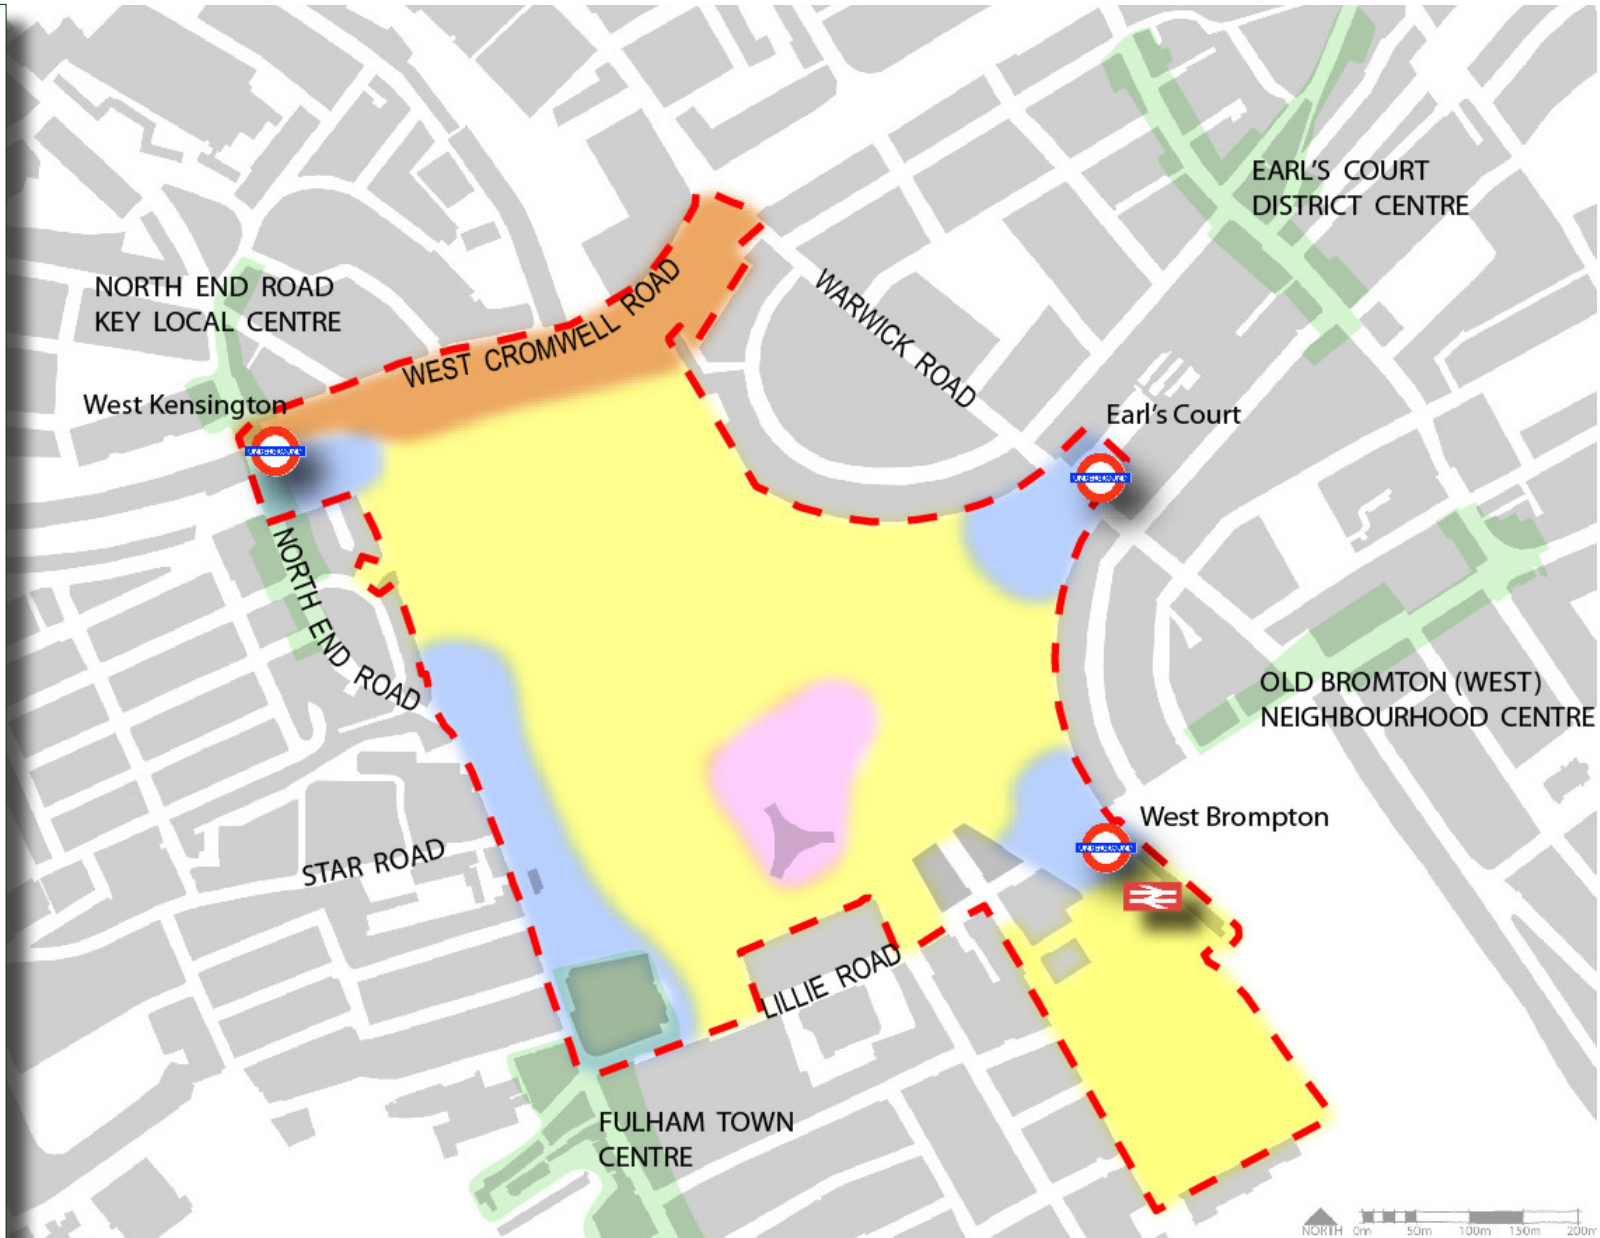 EARL'S COURT
DISTRICT CENTRE
NORTH END ROAD
KEY LOCAL CENTRE
WARWICK ROAD
WEST CROMWELL ROAD
West Kensington
Earl's Court
NORTH END ROAD
OLD BROMTON (WEST)
NEIGHBOURHOOD CENTRE
West Brompton
STAR ROAD
LILLIE ROAD
FULHAM TOWN
CENTRE
NORTH 0m 50m 100m 150m 200m